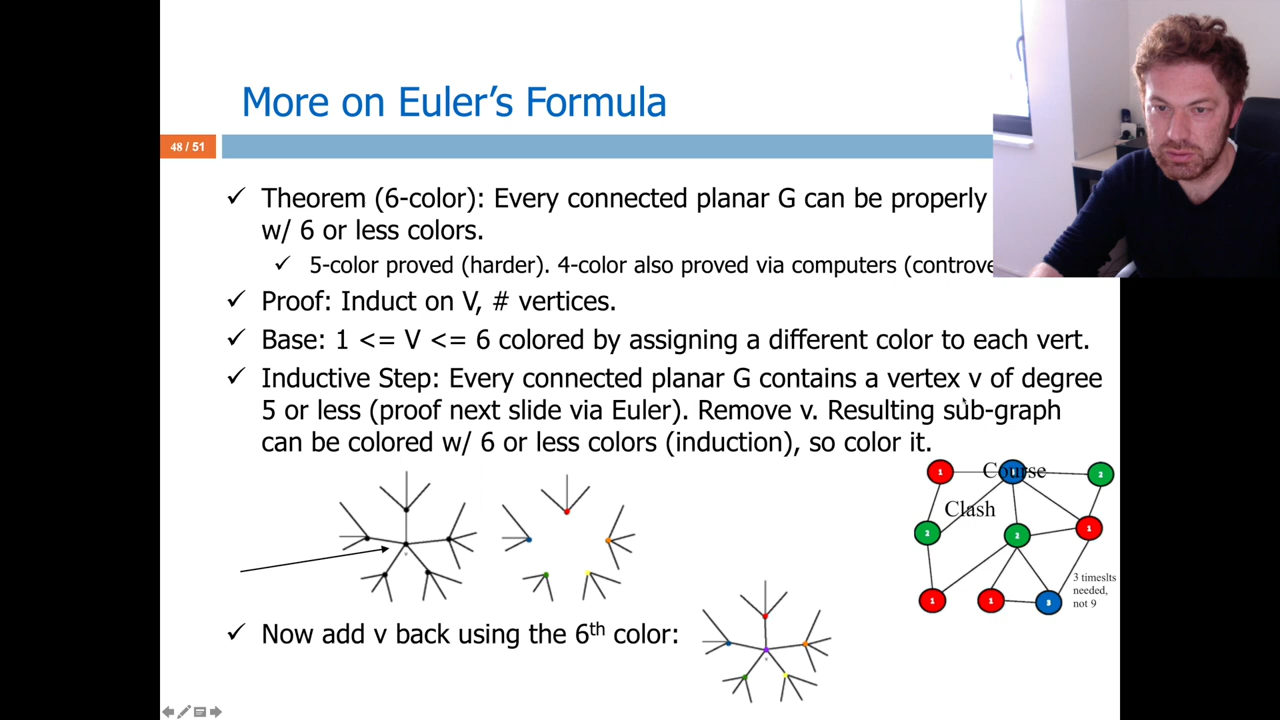 More on Euler's Formula
48 / 51
✓ Theorem (6-color): Every connected planar G can be properly
w/ 6 or less colors.
✓ 5-color proved (harder). 4-color also proved via computers (controve
✓ Proof: Induct on V, # vertices.
✓ Base: 1 <= V <= 6 colored by assigning a different color to each vert.
✓ Inductive Step: Every connected planar G contains a vertex v of degree
5 or less (proof next slide via Euler). Remove v. Resulting sub-graph
can be colored w/ 6 or less colors (induction), so color it.
1 Course 2
Clash
2 2 1
3 timeslts
needed,
not 9
1 1 3
✓ Now add v back using the 6th color: